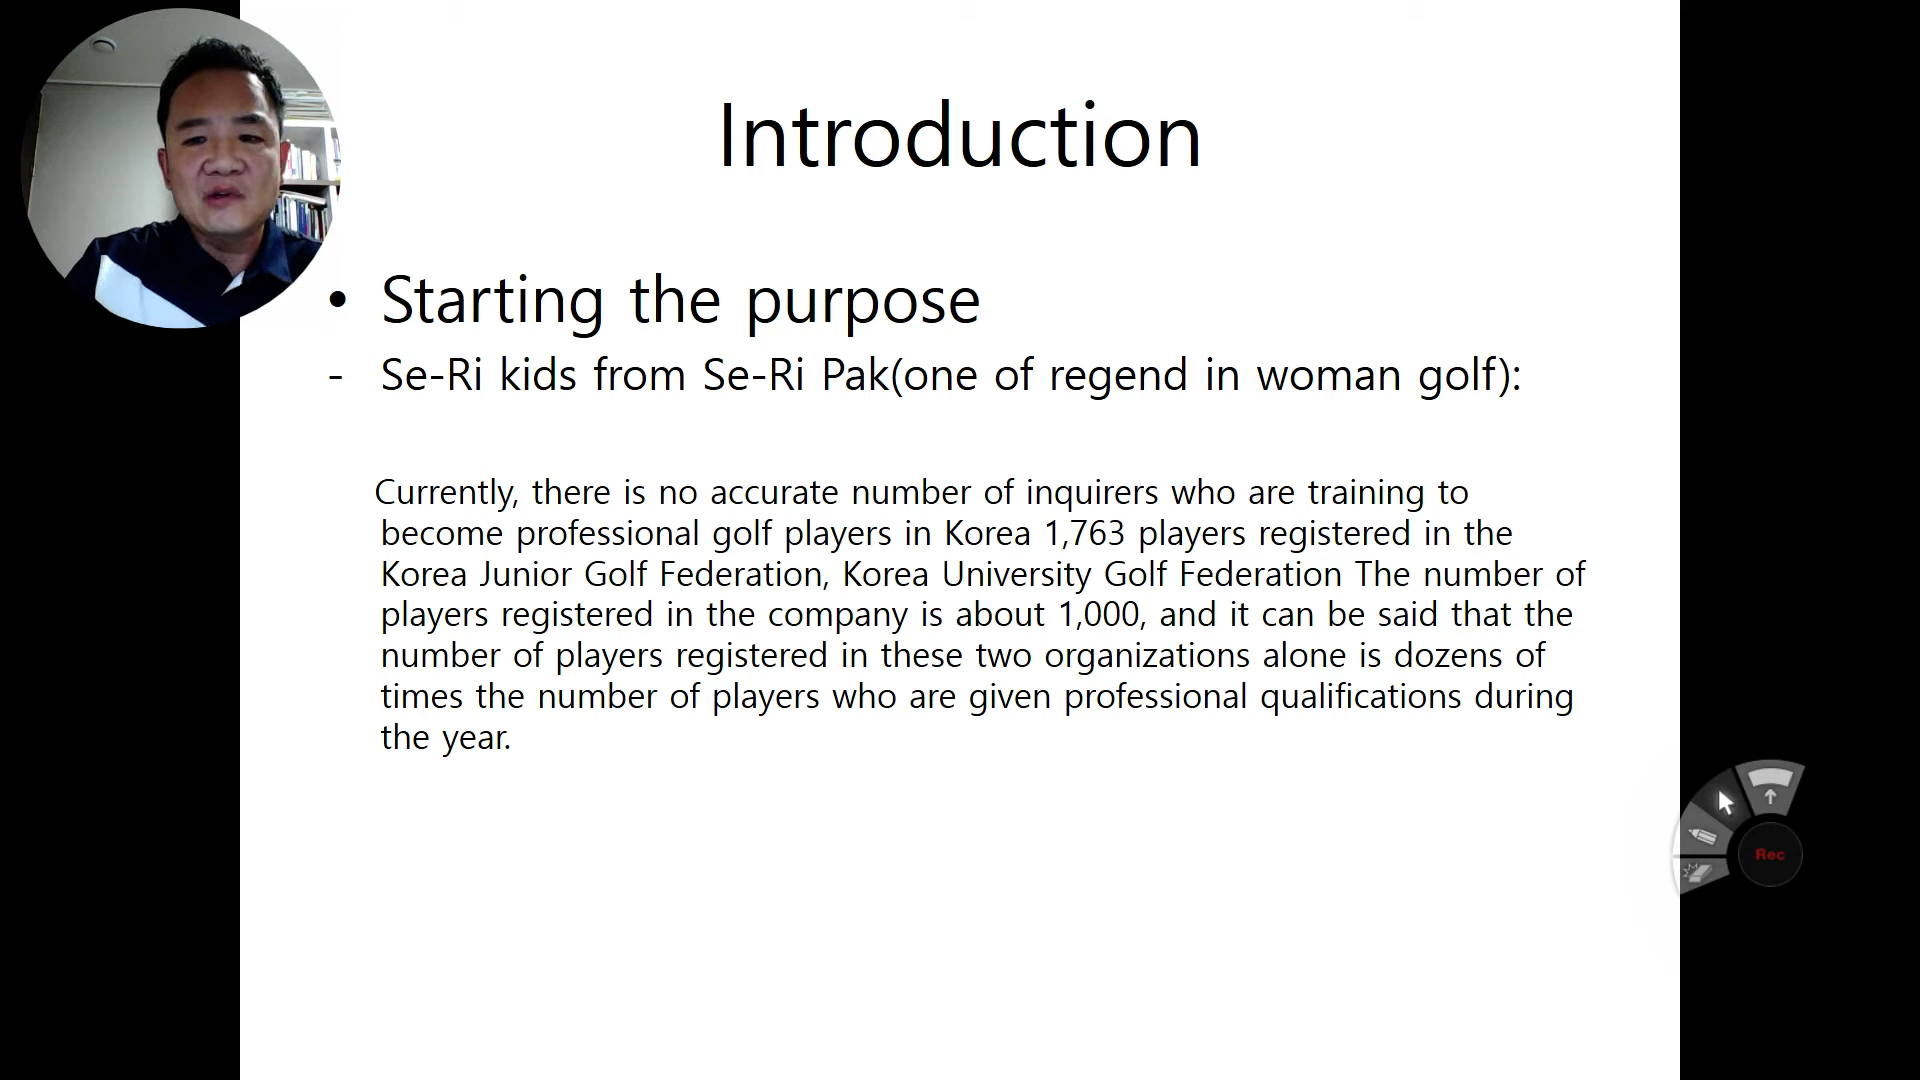 Introduction
• Starting the purpose
- Se-Ri kids from Se-Ri Pak(one of regend in woman golf):
Currently, there is no accurate number of inquirers who are training to
become professional golf players in Korea 1,763 players registered in the
Korea Junior Golf Federation, Korea University Golf Federation The number of
players registered in the company is about 1,000, and it can be said that the
number of players registered in these two organizations alone is dozens of
times the number of players who are given professional qualifications during
the year.
Rec